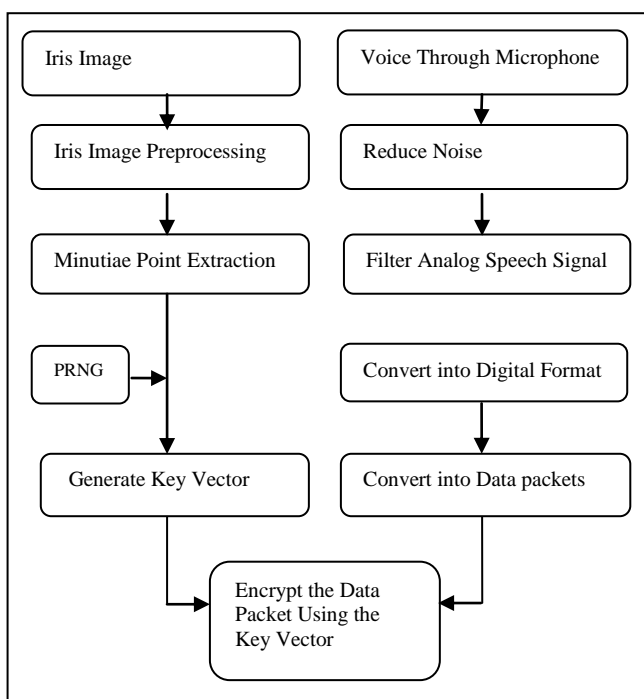 Iris Image
Voice Through Microphone
Iris Image Preprocessing
Reduce Noise
Minutiae Point Extraction
Filter Analog Speech Signal
PRNG
Convert into Digital Format
Generate Key Vector
Convert into Data packets
Encrypt the Data
Packet Using the
Key Vector